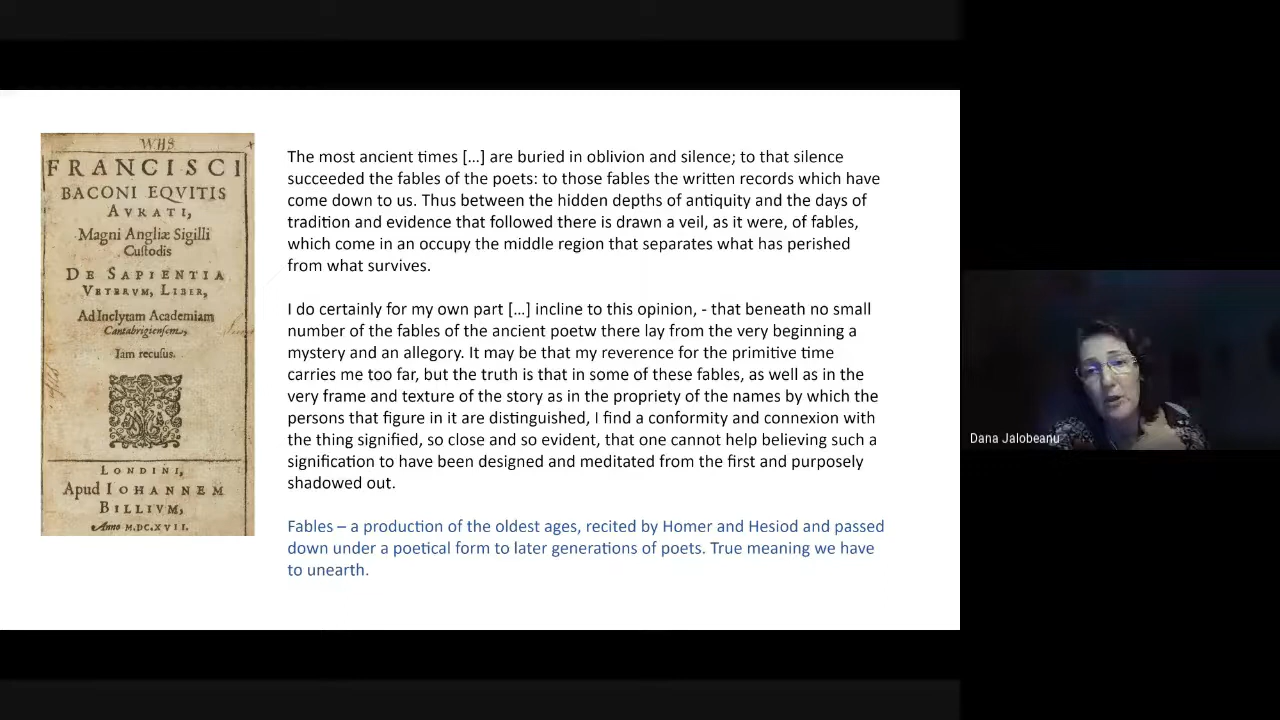 WHS
FRANCISCI
BACONI EQVITIS
AVRATI,
Magni Angliæ Sigilli
Custodis
DE SAPIENTIA
VETERVM, LIBER,
Ad Inclytam Academiam
Cantabrigiensem,
Iam recusus.
LONDINI,
Apud IOHANNEM
BILLIVM,
Anno M.DC.XVII.
The most ancient times [...] are buried in oblivion and silence; to that silence
succeeded the fables of the poets: to those fables the written records which have
come down to us. Thus between the hidden depths of antiquity and the days of
tradition and evidence that followed there is drawn a veil, as it were, of fables,
which come in an occupy the middle region that separates what has perished
from what survives.
I do certainly for my own part [...] incline to this opinion, - that beneath no small
number of the fables of the ancient poetw there lay from the very beginning a
mystery and an allegory. It may be that my reverence for the primitive time
carries me too far, but the truth is that in some of these fables, as well as in the
very frame and texture of the story as in the propriety of the names by which the
persons that figure in it are distinguished, I find a conformity and connexion with
the thing signified, so close and so evident, that one cannot help believing such a
signification to have been designed and meditated from the first and purposely
shadowed out.
Fables – a production of the oldest ages, recited by Homer and Hesiod and passed
down under a poetical form to later generations of poets. True meaning we have
to unearth.
Dana Jalobeanu